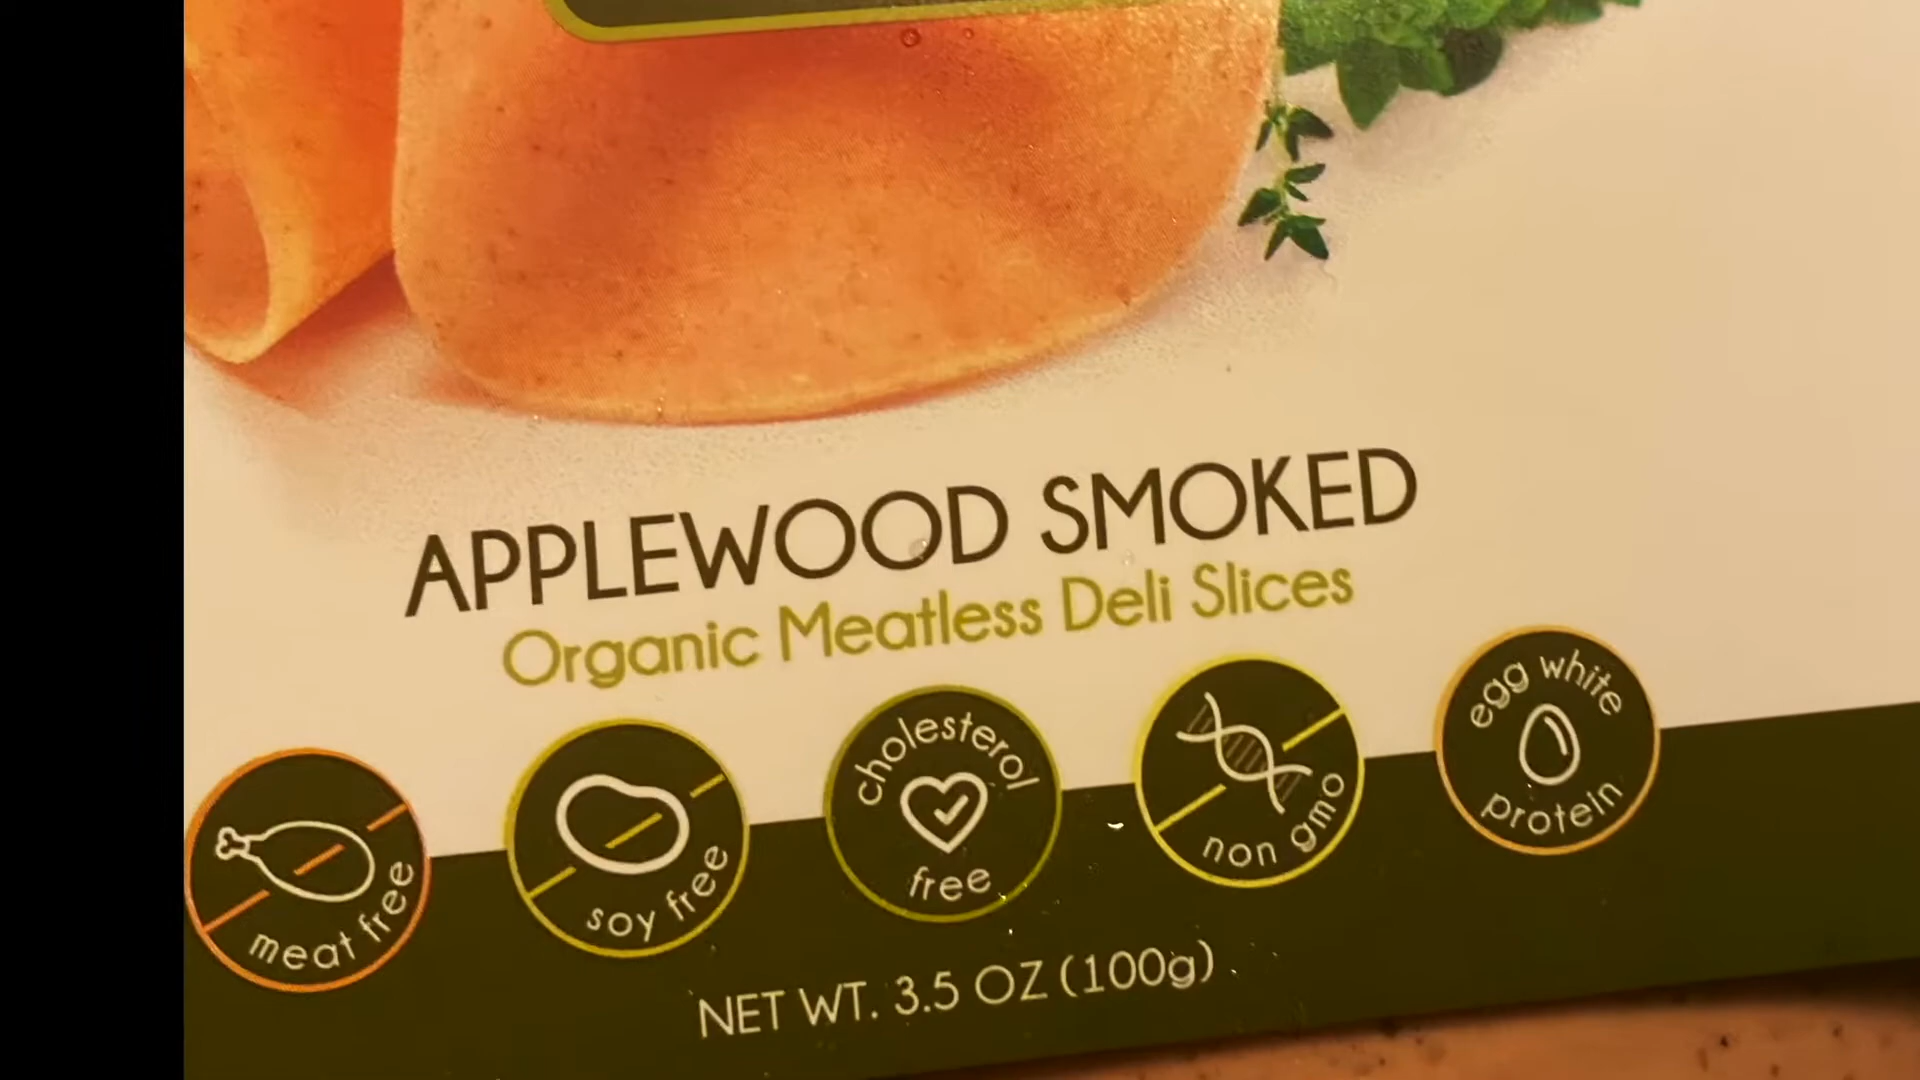 APPLEWOOD SMOKED
Organic Meatless Deli Slices
meat free
soy free
cholesterol
free
non gmo
egg white
protein
NET WT. 3.5 OZ (100g)